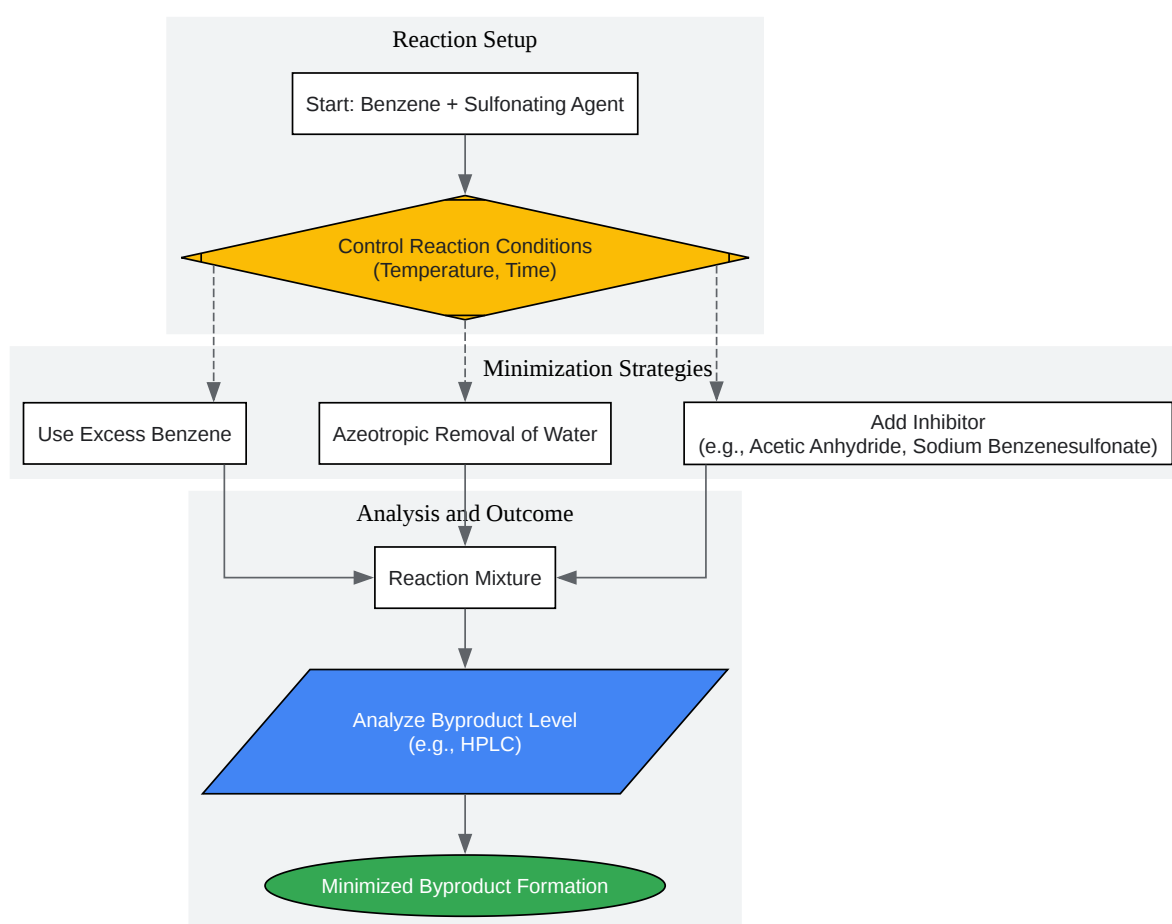 Reaction Setup
Start: Benzene + Sulfonating Agent
Control Reaction Conditions
(Temperature, Time)
Minimization Strategies
Use Excess Benzene
Azeotropic Removal of Water
Add Inhibitor
(e.g., Acetic Anhydride, Sodium Benzenesulfonate)
Analysis and Outcome
Reaction Mixture
Analyze Byproduct Level
(e.g., HPLC)
Minimized Byproduct Formation